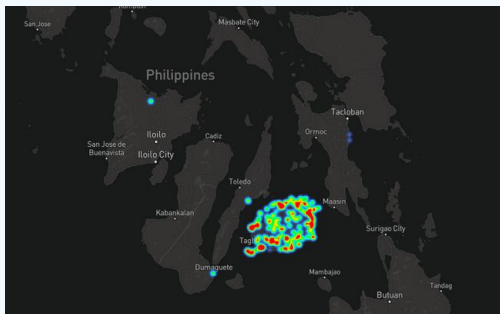 San Jose
Masbate City
Philippines
Tacloban
Iloilo
Cadiz
Ormoc
San Jose de
Buenavista
Iloilo City
Toledo
Maasin
Kabankalan
Surigao City
Dumaguete
Mambajao
Tandag
Butuan